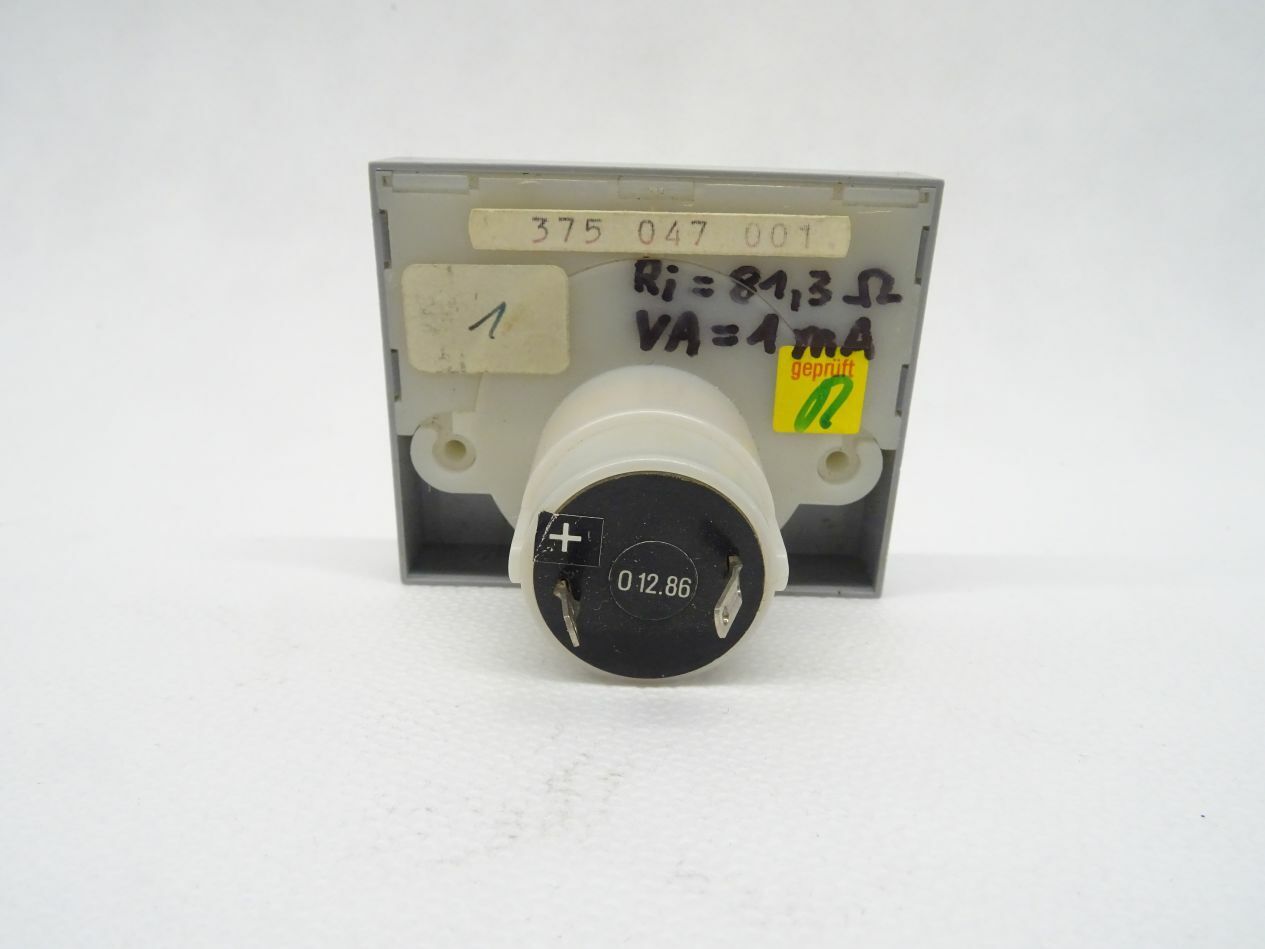 375 047 001
Ri = 81,3 Ω
1
VA = 1 mA
geprüft
+
0 12.86